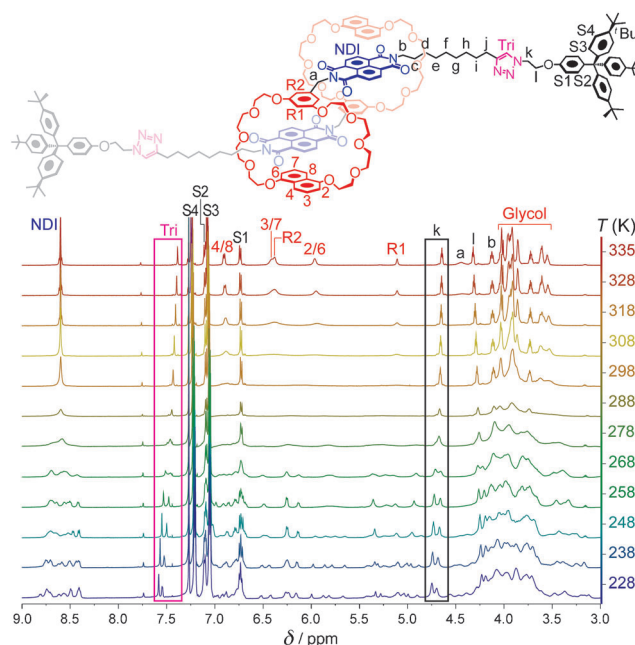 S4
ᵗBu
NDI
b d f h j
Tri
S3
c e g i
k
l
S1 S2
N
O
N
N=N
R2
a
R1
7
6 8
4 2
3
NDI
Tri
S4
S2
S3
4/8
S1
3/7
R2
2/6
R1
k
a
l
b
Glycol
T (K)
335
328
318
308
298
288
278
268
258
248
238
228
9.0 8.5 8.0 7.5 7.0 6.5 6.0 5.5 5.0 4.5 4.0 3.5 3.0
δ / ppm